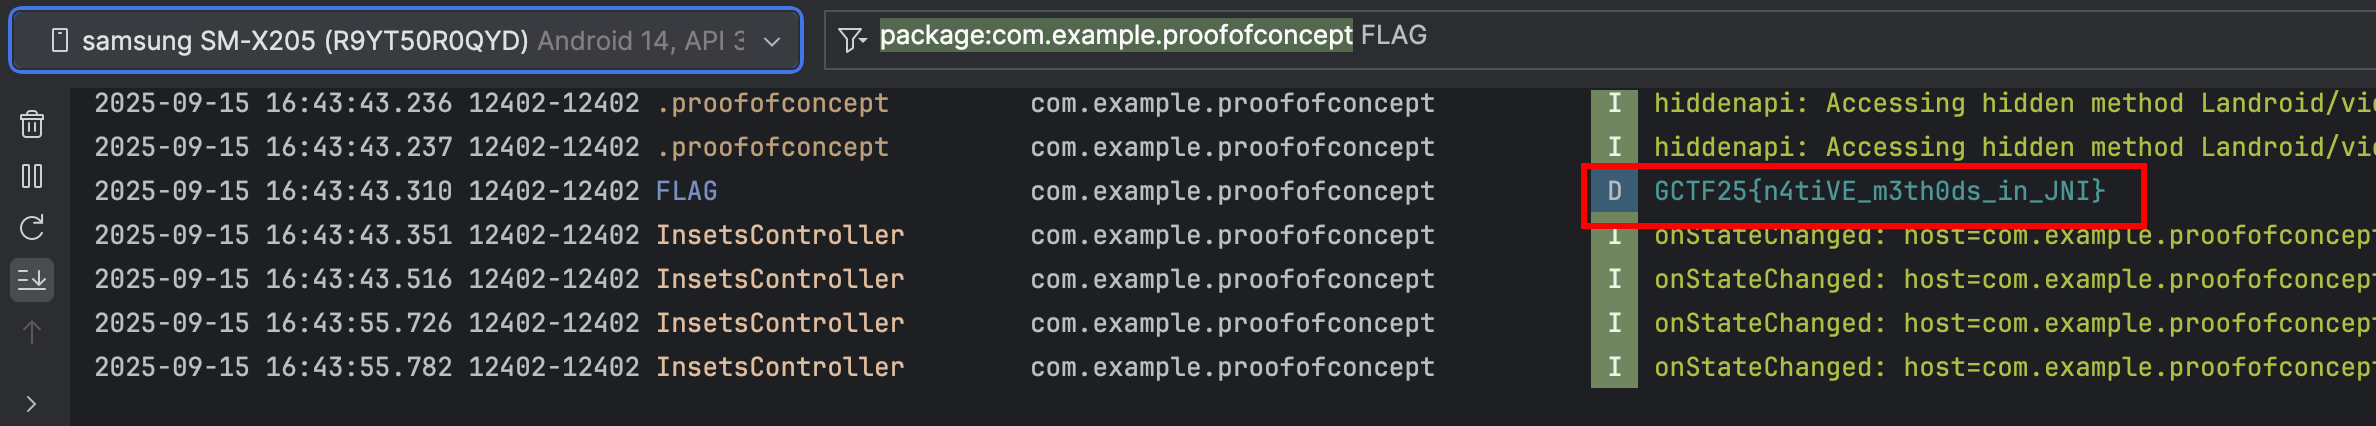 samsung SM-X205 (R9YT50R0QYD) Android 14, API 3 package:com.example.proofofconcept FLAG
2025-09-15 16:43:43.236 12402-12402 .proofofconcept com.example.proofofconcept I hiddenapi: Accessing hidden method Landroid/vi
2025-09-15 16:43:43.237 12402-12402 .proofofconcept com.example.proofofconcept I hiddenapi: Accessing hidden method Landroid/vi
2025-09-15 16:43:43.310 12402-12402 FLAG com.example.proofofconcept D GCTF25{n4tiVE_m3th0ds_in_JNI}
2025-09-15 16:43:43.351 12402-12402 InsetsController com.example.proofofconcept I onStateChanged: host=com.example.proofofconcept
2025-09-15 16:43:43.516 12402-12402 InsetsController com.example.proofofconcept I onStateChanged: host=com.example.proofofconcept
2025-09-15 16:43:55.726 12402-12402 InsetsController com.example.proofofconcept I onStateChanged: host=com.example.proofofconcept
2025-09-15 16:43:55.782 12402-12402 InsetsController com.example.proofofconcept I onStateChanged: host=com.example.proofofconcept